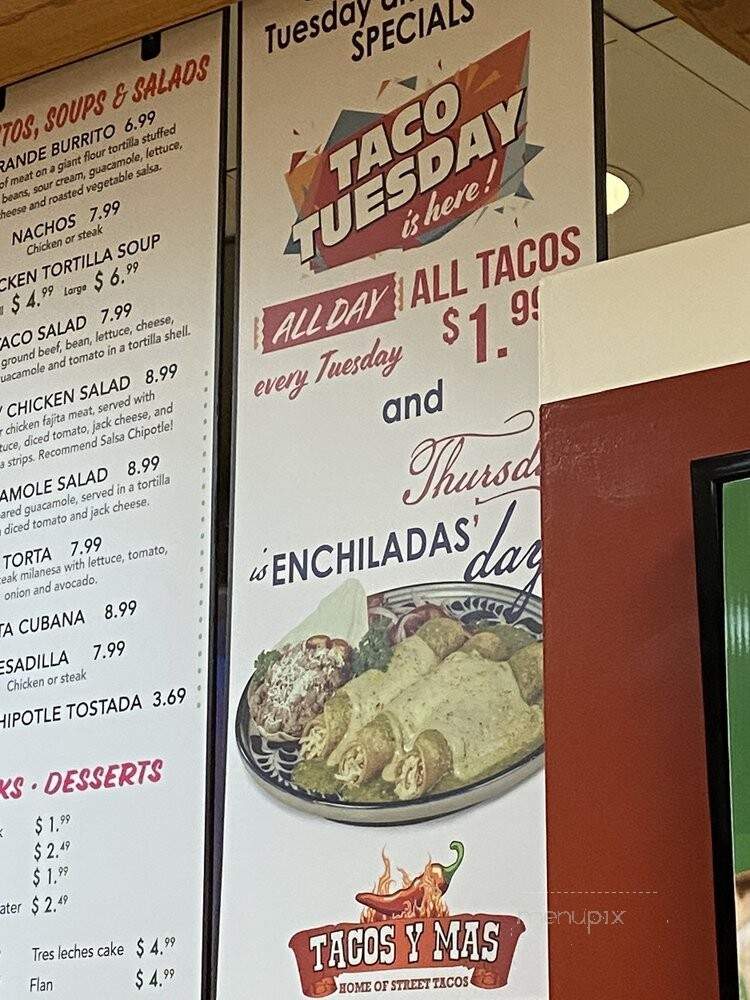 TOS, SOUPS & SALADS
RANDE BURRITO 6.99
of meat on a giant flour tortilla stuffed
beans, sour cream, guacamole, lettuce,
heese and roasted vegetable salsa.
NACHOS 7.99
Chicken or steak
CKEN TORTILLA SOUP
$4.99 Large $6.99
TACO SALAD 7.99
ground beef, bean, lettuce, cheese,
uacamole and tomato in a tortilla shell.
Y CHICKEN SALAD 8.99
r chicken fajita meat, served with
tuce, diced tomato, jack cheese, and
a strips. Recommend Salsa Chipotle!
AMOLE SALAD 8.99
ared guacamole, served in a tortilla
diced tomato and jack cheese.
TORTA 7.99
eak milanesa with lettuce, tomato,
onion and avocado.
TA CUBANA 8.99
ESADILLA 7.99
Chicken or steak
HIPOTLE TOSTADA 3.69
KS · DESSERTS
$1.99
$2.49
$1.99
ater $2.49
Tres leches cake $4.99
Flan $4.99
Tuesday
SPECIALS
TACO
TUESDAY
is here!
ALL DAY ALL TACOS
every Tuesday $1.99
and
Thursd
is ENCHILADAS' day
TACOS Y MAS
HOME OF STREET TACOS
menupix